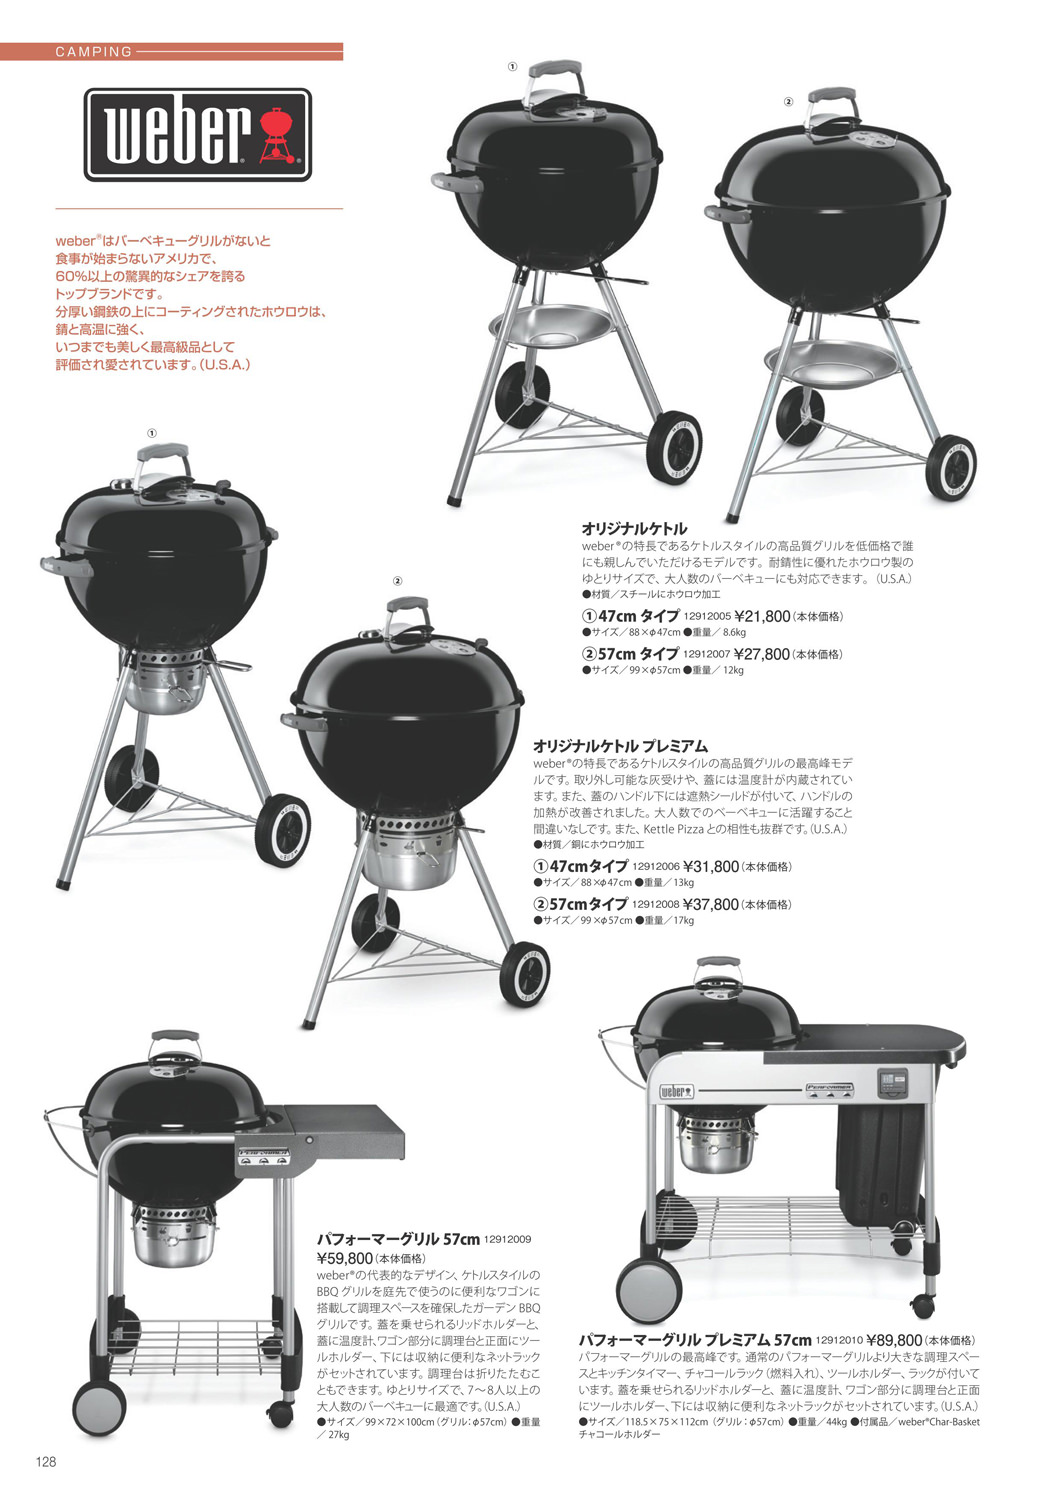 CAMPING
weber®
weber®はバーベキューグリルがないと
食事が始まらないアメリカで、
60%以上の驚異的なシェアを誇る
トップブランドです。
分厚い鋼鉄の上にコーティングされたホウロウは、
錆と高温に強く、
いつまでも美しく最高級品として
評価され愛されています。（U.S.A.）
①
②
①
②
オリジナルケトル
weber®の特長であるケトルスタイルの高品質グリルを低価格で誰
にも親しんでいただけるモデルです。耐錆性に優れたホウロウ製の
ゆとりサイズで、大人数のバーベキューにも対応できます。（U.S.A.）
●材質／スチールにホウロウ加工
①47cm タイプ 12912005 ¥21,800（本体価格）
●サイズ／88×φ47cm ●重量／8.6kg
②57cm タイプ 12912007 ¥27,800（本体価格）
●サイズ／99×φ57cm ●重量／12kg
オリジナルケトル プレミアム
weber®の特長であるケトルスタイルの高品質グリルの最高峰モデ
ルです。取り外し可能な灰受けや、蓋には温度計が内蔵されてい
ます。また、蓋のハンドル下には遮熱シールドが付いて、ハンドルの
加熱が改善されました。大人数でのベーベキューに活躍すること
間違いなしです。また、Kettle Pizza との相性も抜群です。（U.S.A.）
●材質／鋼にホウロウ加工
①47cmタイプ 12912006 ¥31,800（本体価格）
●サイズ／88×φ47cm ●重量／13kg
②57cmタイプ 12912008 ¥37,800（本体価格）
●サイズ／99×φ57cm ●重量／17kg
PERFORMER
weber
PERFORMER
パフォーマーグリル 57cm 12912009
¥59,800（本体価格）
weber®の代表的なデザイン、ケトルスタイルの
BBQ グリルを庭先で使うのに便利なワゴンに
搭載して調理スペースを確保したガーデン BBQ
グリルです。蓋を乗せられるリッドホルダーと、
蓋に温度計、ワゴン部分に調理台と正面にツー
ルホルダー、下には収納に便利なネットラック
がセットされています。調理台は折りたたむこ
ともできます。ゆとりサイズで、7〜8人以上の
大人数のバーベキューに最適です。（U.S.A.）
●サイズ／99×72×100cm（グリル：φ57cm） ●重量
／27kg
パフォーマーグリル プレミアム 57cm 12912010 ¥89,800（本体価格）
パフォーマーグリルの最高峰です。通常のパフォーマーグリルより大きな調理スペー
スとキッチンタイマー、チャコールラック（燃料入れ）、ツールホルダー、ラックが付いて
います。蓋を乗せられるリッドホルダーと、蓋に温度計、ワゴン部分に調理台と正面
にツールホルダー、下には収納に便利なネットラックがセットされています。（U.S.A.）
●サイズ／118.5×75×112cm（グリル：φ57cm） ●重量／44kg ●付属品／weber®Char-Basket
チャコールホルダー
128